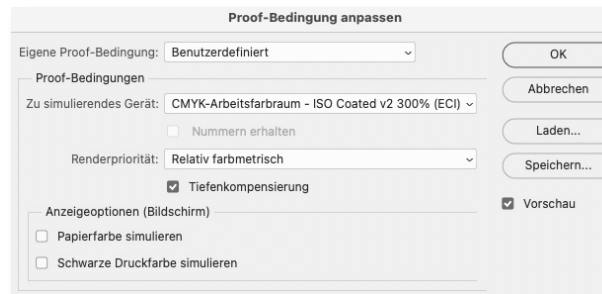 Proof-Bedingung anpassen
Eigene Proof-Bedingung: Benutzerdefiniert
OK
Proof-Bedingungen
Abbrechen
Zu simulierendes Gerät: CMYK-Arbeitsfarbraum - ISO Coated v2 300% (ECI)
Nummern erhalten
Laden...
Renderpriorität: Relativ farbmetrisch
Speichern...
Tiefenkompensierung
Vorschau
Anzeigeoptionen (Bildschirm)
Papierfarbe simulieren
Schwarze Druckfarbe simulieren